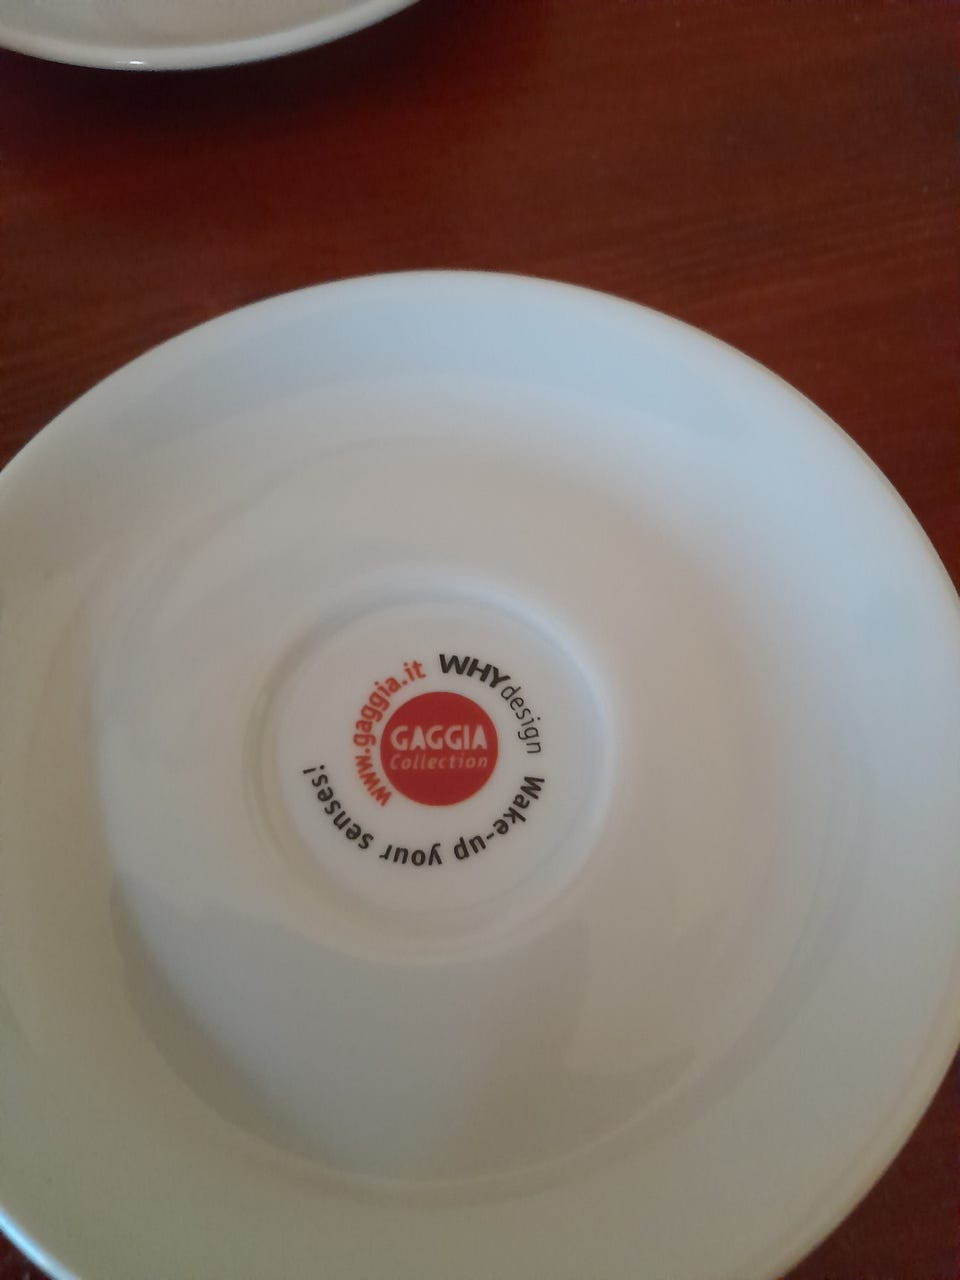 GAGGIA
Collection
www.gaggia.it
WHYdesign
Wake-up your senses!